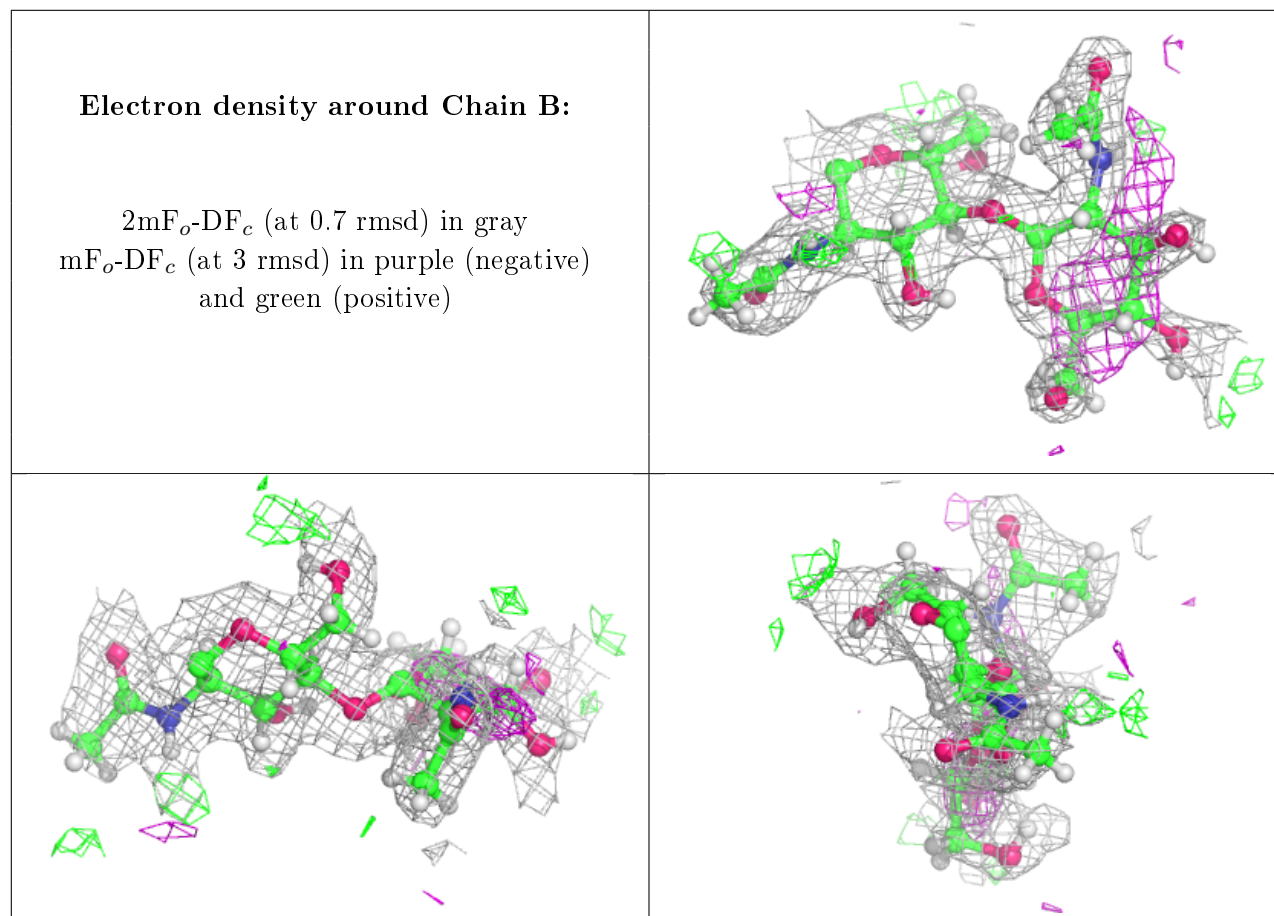 Electron density around Chain B:
2mFₒ-DF𝒸 (at 0.7 rmsd) in gray
mFₒ-DF𝒸 (at 3 rmsd) in purple (negative)
and green (positive)